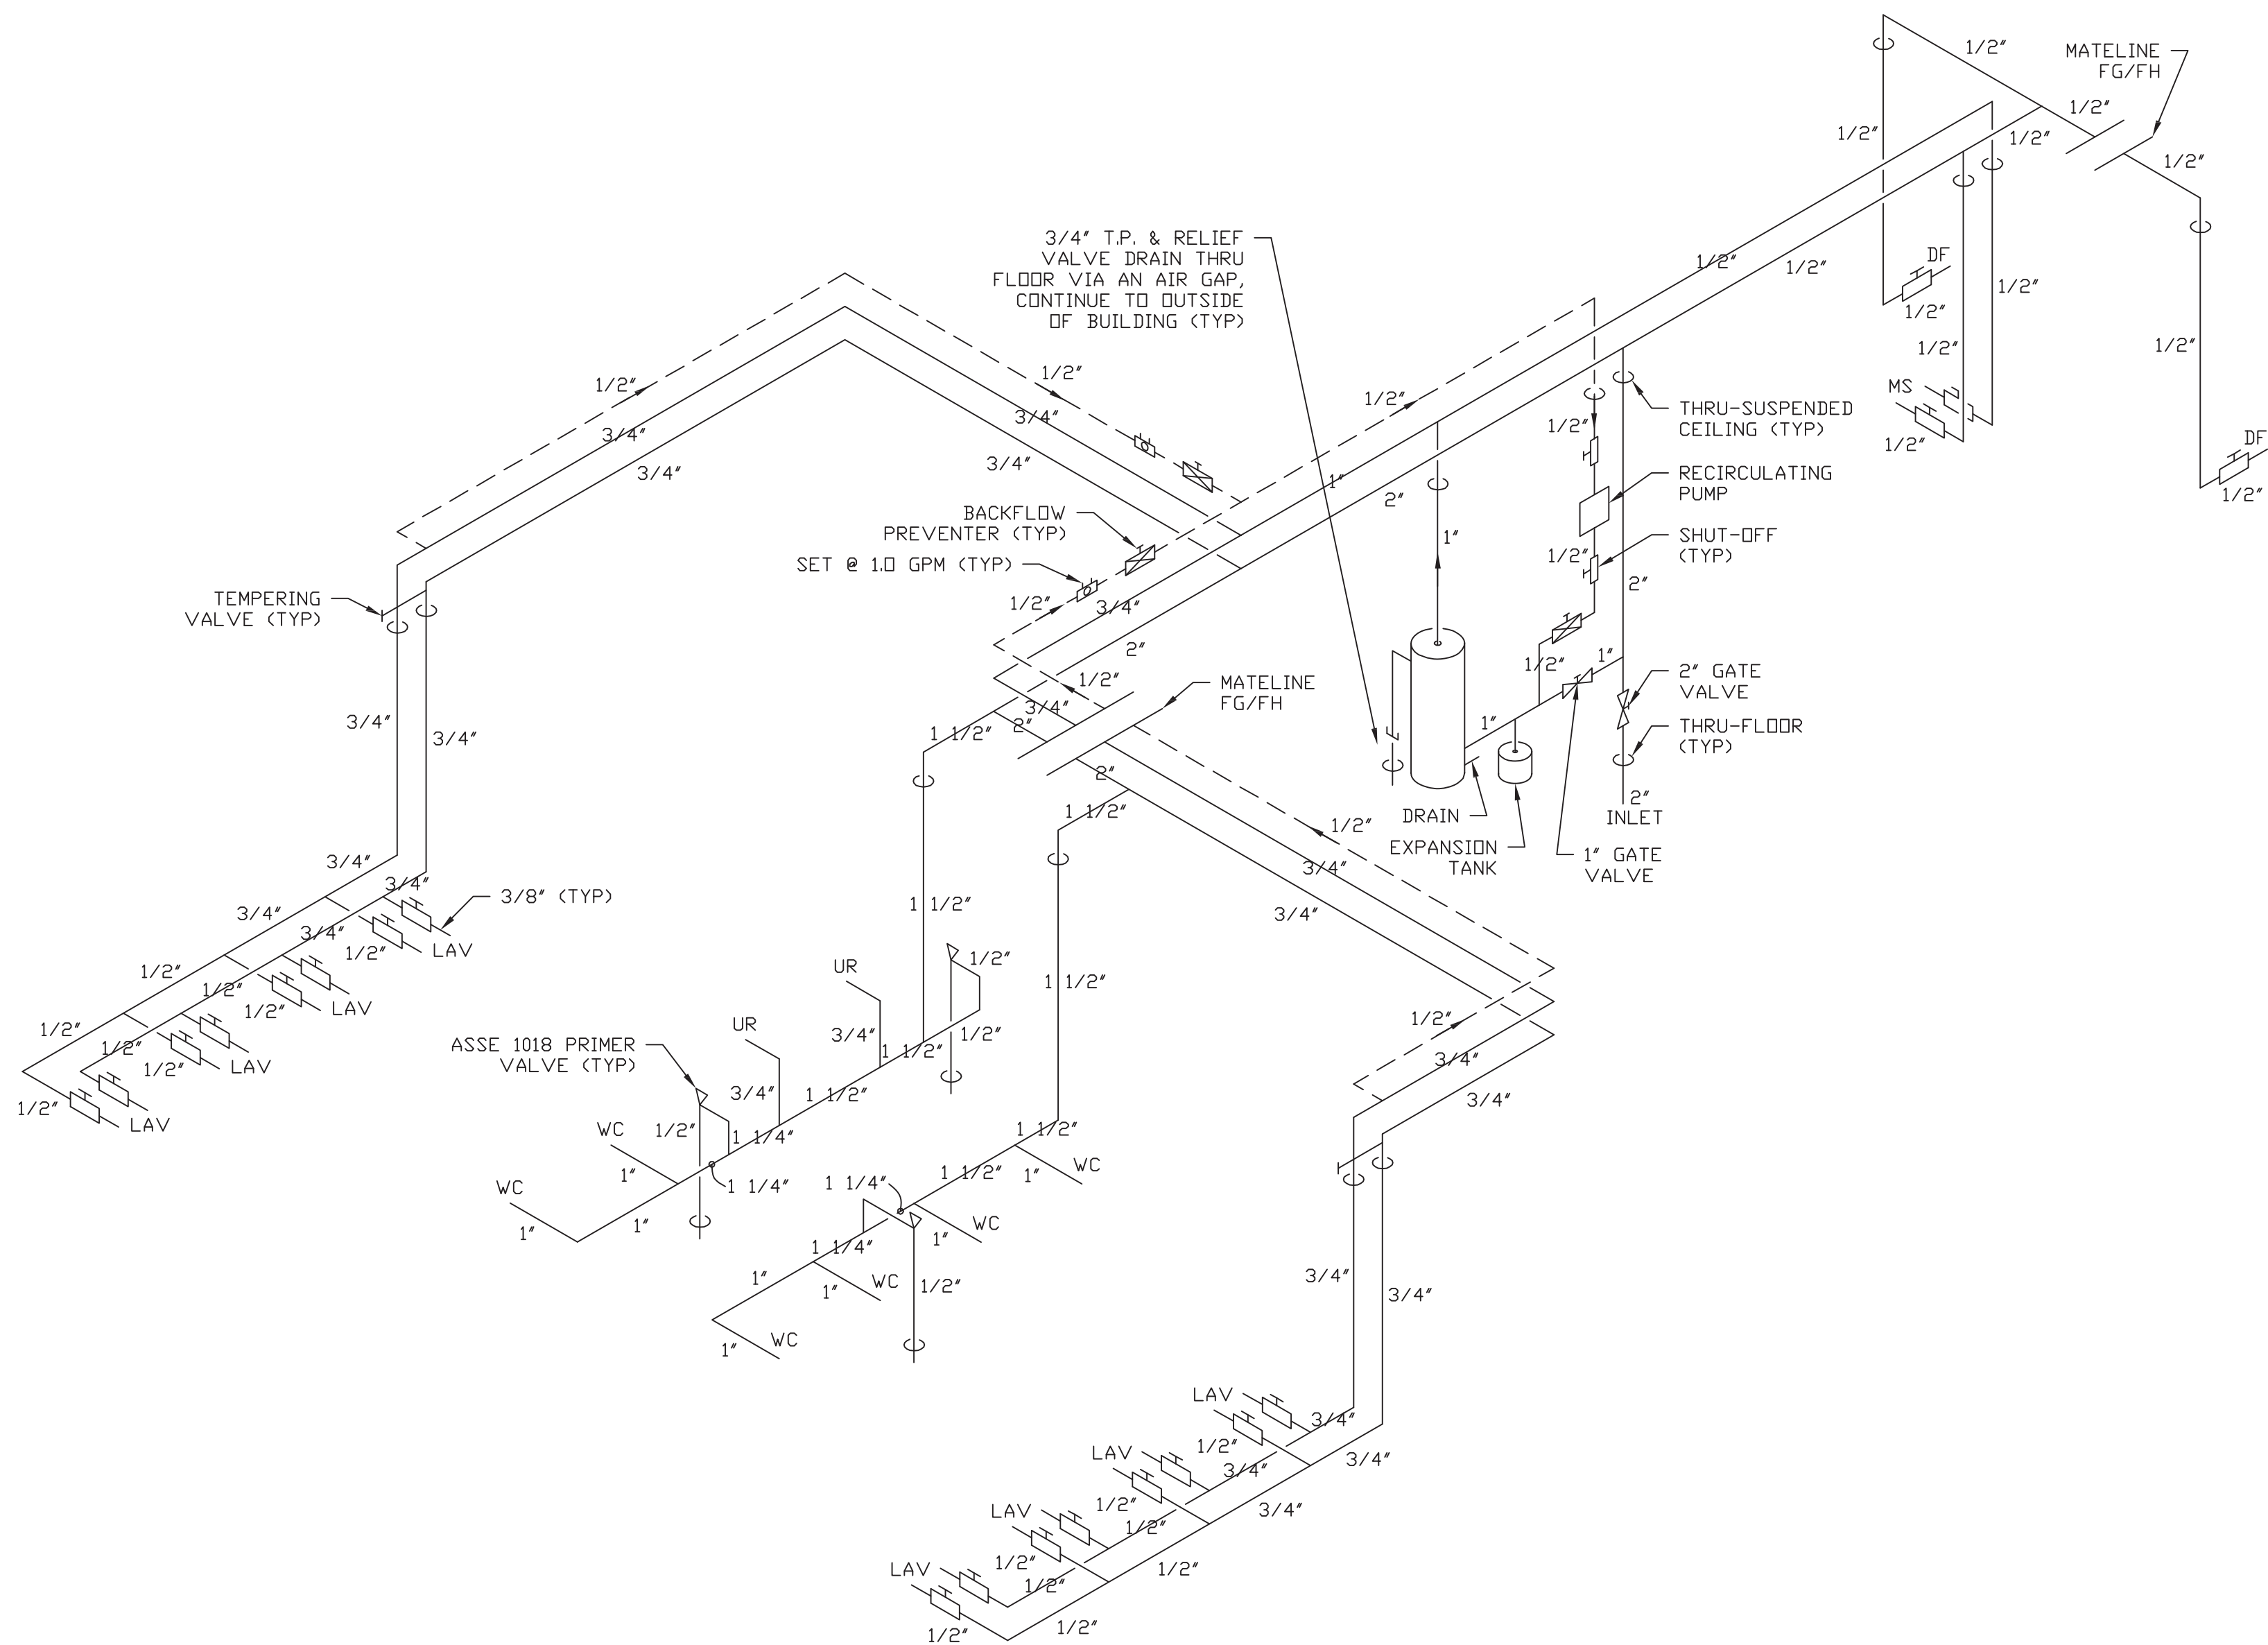 1/2″
MATELINE
FG/FH
1/2″
1/2″
1/2″
1/2″
3/4″ T.P. & RELIEF
VALVE DRAIN THRU
FLOOR VIA AN AIR GAP,
CONTINUE TO OUTSIDE
OF BUILDING (TYP)
DF
1/2″
1/2″
1/2″
1/2″
1/2″
1/2″
1/2″
1/2″
MS
1/2″
3/4″
1/2″
THRU-SUSPENDED
CEILING (TYP)
1/2″
3/4″
1/2″
DF
3/4″
3/4″
1″
2″
RECIRCULATING
PUMP
1/2″
BACKFLOW
PREVENTER (TYP)
1″
SHUT-OFF
(TYP)
SET @ 1.0 GPM (TYP)
1/2″
2″
TEMPERING
VALVE (TYP)
1/2″
3/4″
2″
1/2″
1″
1/2″
MATELINE
FG/FH
2″ GATE
VALVE
3/4″
3/4″
2″
1 1/2″
3/4″
1″
THRU-FLOOR
(TYP)
2″
2″
INLET
1 1/2″
DRAIN
1/2″
EXPANSION
TANK
1″ GATE
VALVE
3/4″
3/4″
3/4″
3/8″ (TYP)
3/4″
1 1/2″
3/4″
3/4″
1/2″
LAV
1/2″
UR
1/2″
1 1/2″
1/2″
1/2″
LAV
1/2″
1/2″
UR
3/4″
1/2″
ASSE 1018 PRIMER
VALVE (TYP)
1 1/2″
1/2″
1/2″
LAV
3/4″
3/4″
1 1/2″
3/4″
1/2″
LAV
WC
1/2″
1 1/4″
1 1/2″
1″
WC
1″
1 1/2″
1 1/4″
1 1/4″
WC
1″
1″
WC
1″
1 1/4″
WC
1″
1″
1/2″
3/4″
3/4″
WC
1″
LAV
3/4″
1/2″
3/4″
LAV
3/4″
1/2″
3/4″
LAV
1/2″
1/2″
1/2″
LAV
1/2″
1/2″
1/2″